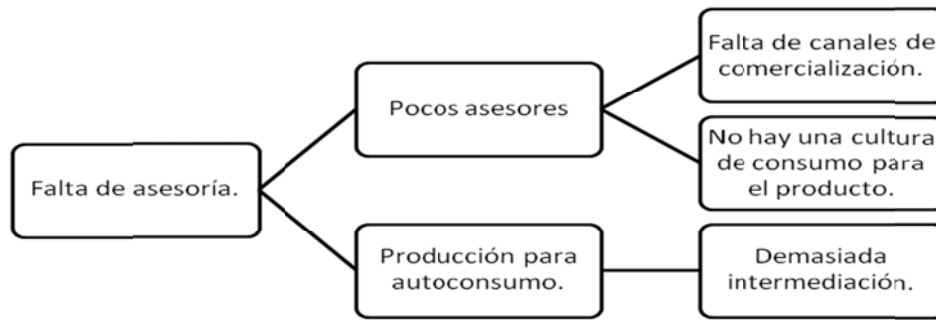 Falta de asesoría.
Pocos asesores
Producción para
autoconsumo.
Falta de canales de
comercialización.
No hay una cultura
de consumo para
el producto.
Demasiada
intermediación.